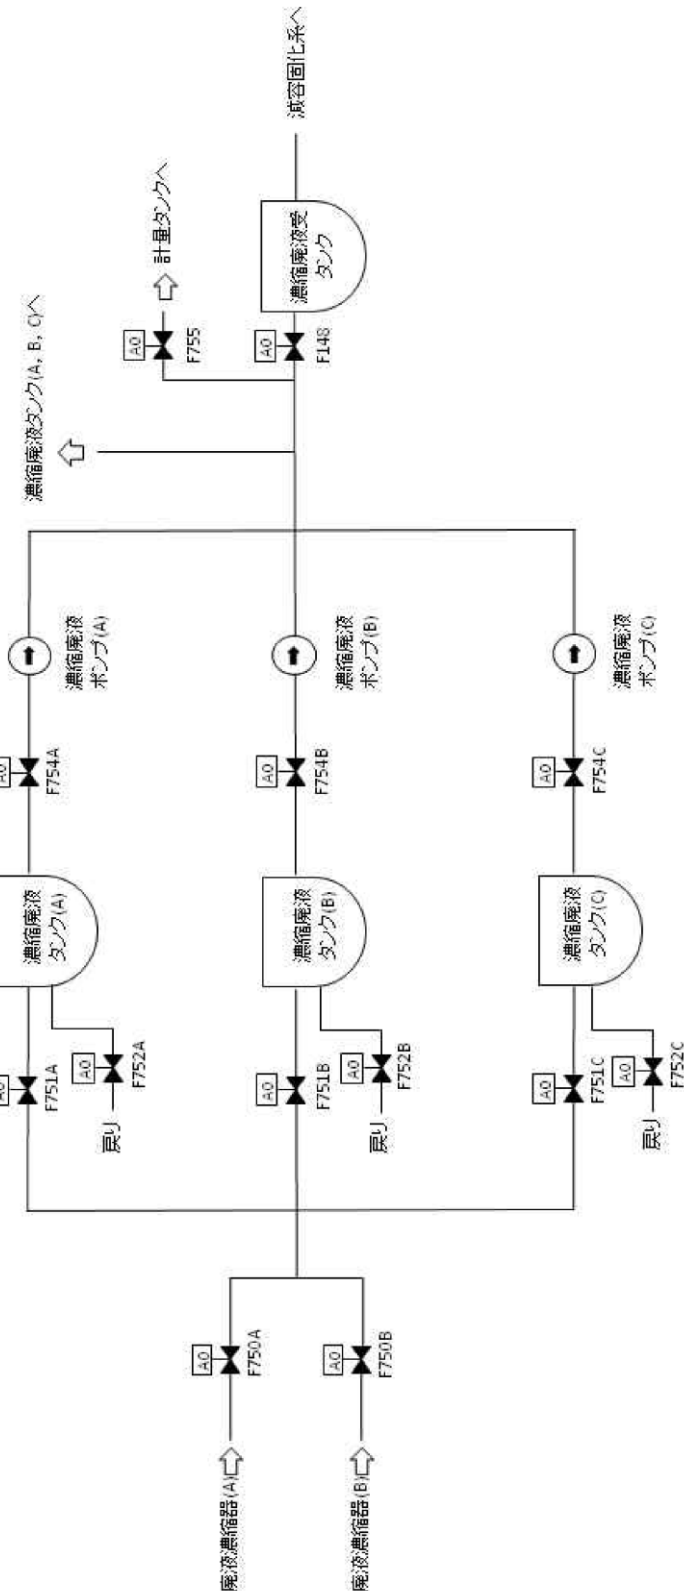 廃液濃縮器(A)
廃液濃縮器(B)
AO
F750A
AO
F750B
AO
F751A
AO
F752A
戻り
濃縮廃液
タンク(A)
AO
F754A
濃縮廃液
ポンプ(A)
AO
F751B
AO
F752B
戻り
濃縮廃液
タンク(B)
AO
F754B
濃縮廃液
ポンプ(B)
AO
F751C
AO
F752C
戻り
濃縮廃液
タンク(C)
AO
F754C
濃縮廃液
ポンプ(C)
濃縮廃液タンク(A, B, C)へ
AO
F755
計量タンクへ
AO
F148
濃縮廃液受
タンク
減容固化系へ